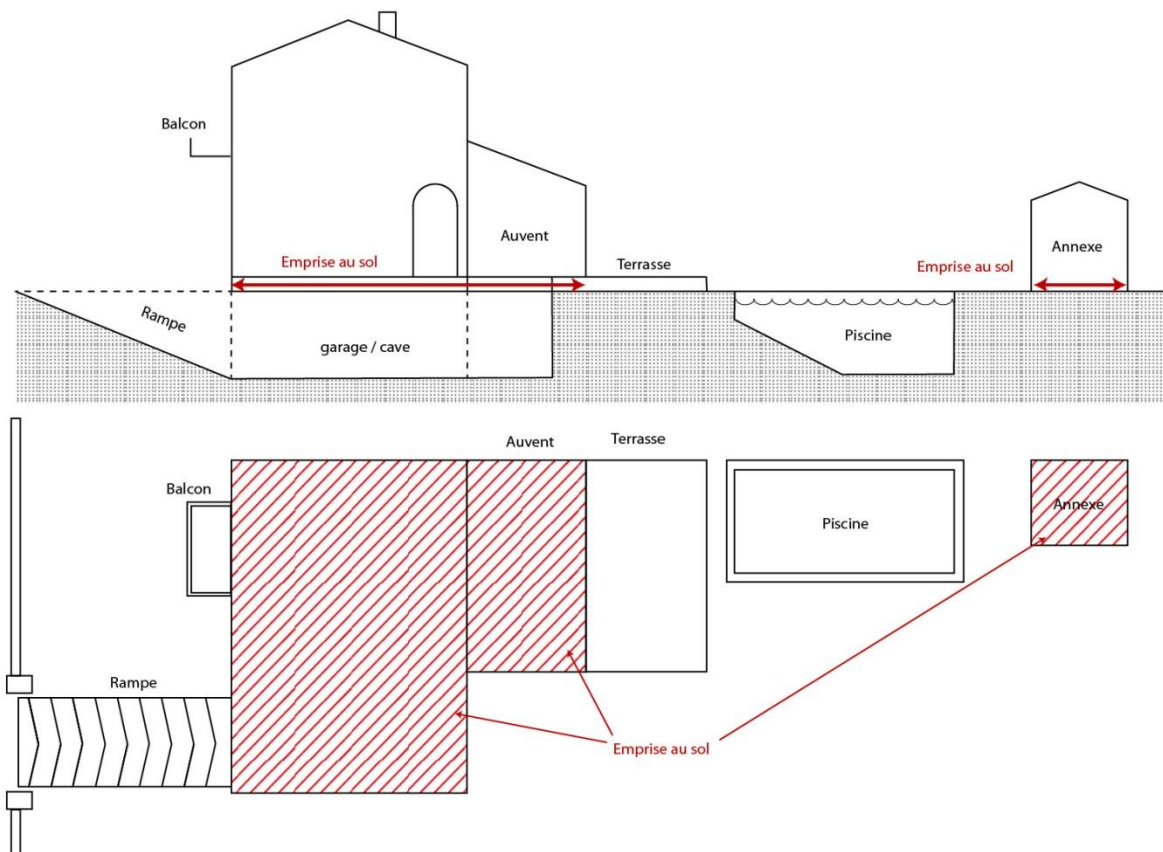 Balcon
Emprise au sol
Auvent
Terrasse
Emprise au sol
Annexe
Rampe
garage / cave
Piscine
Auvent
Terrasse
Balcon
Piscine
Annexe
Rampe
Emprise au sol